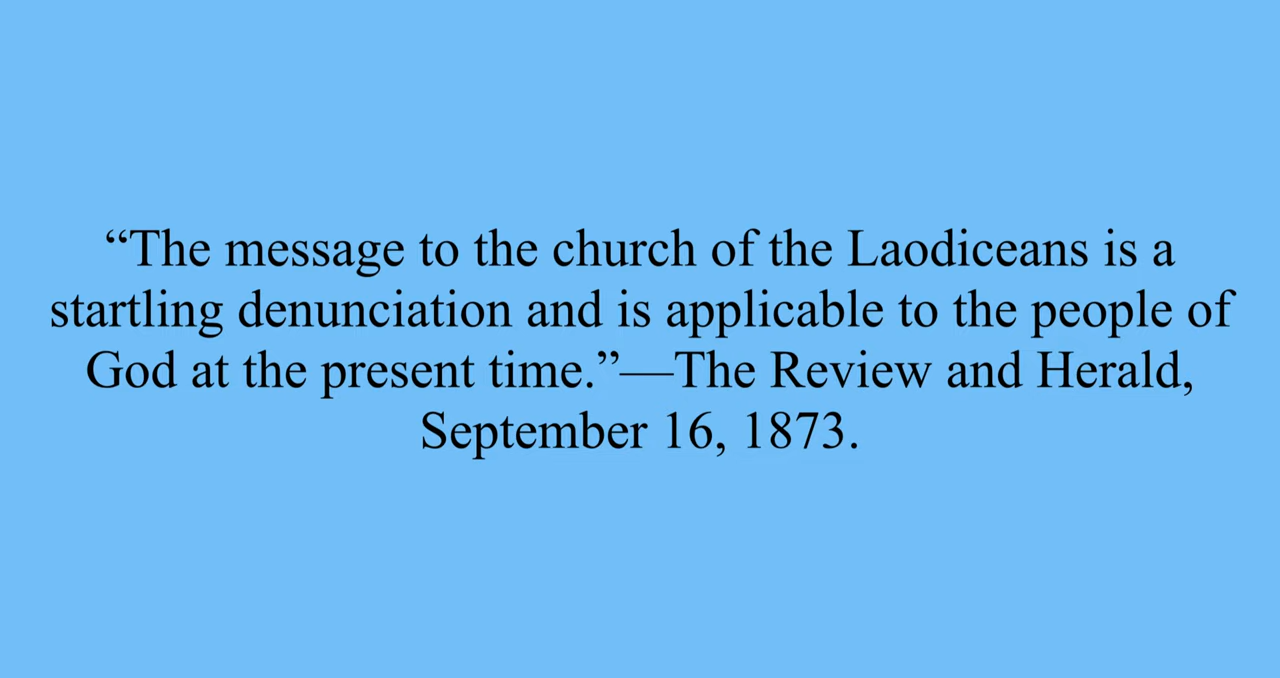 “The message to the church of the Laodiceans is a
startling denunciation and is applicable to the people of
God at the present time.”—The Review and Herald,
September 16, 1873.